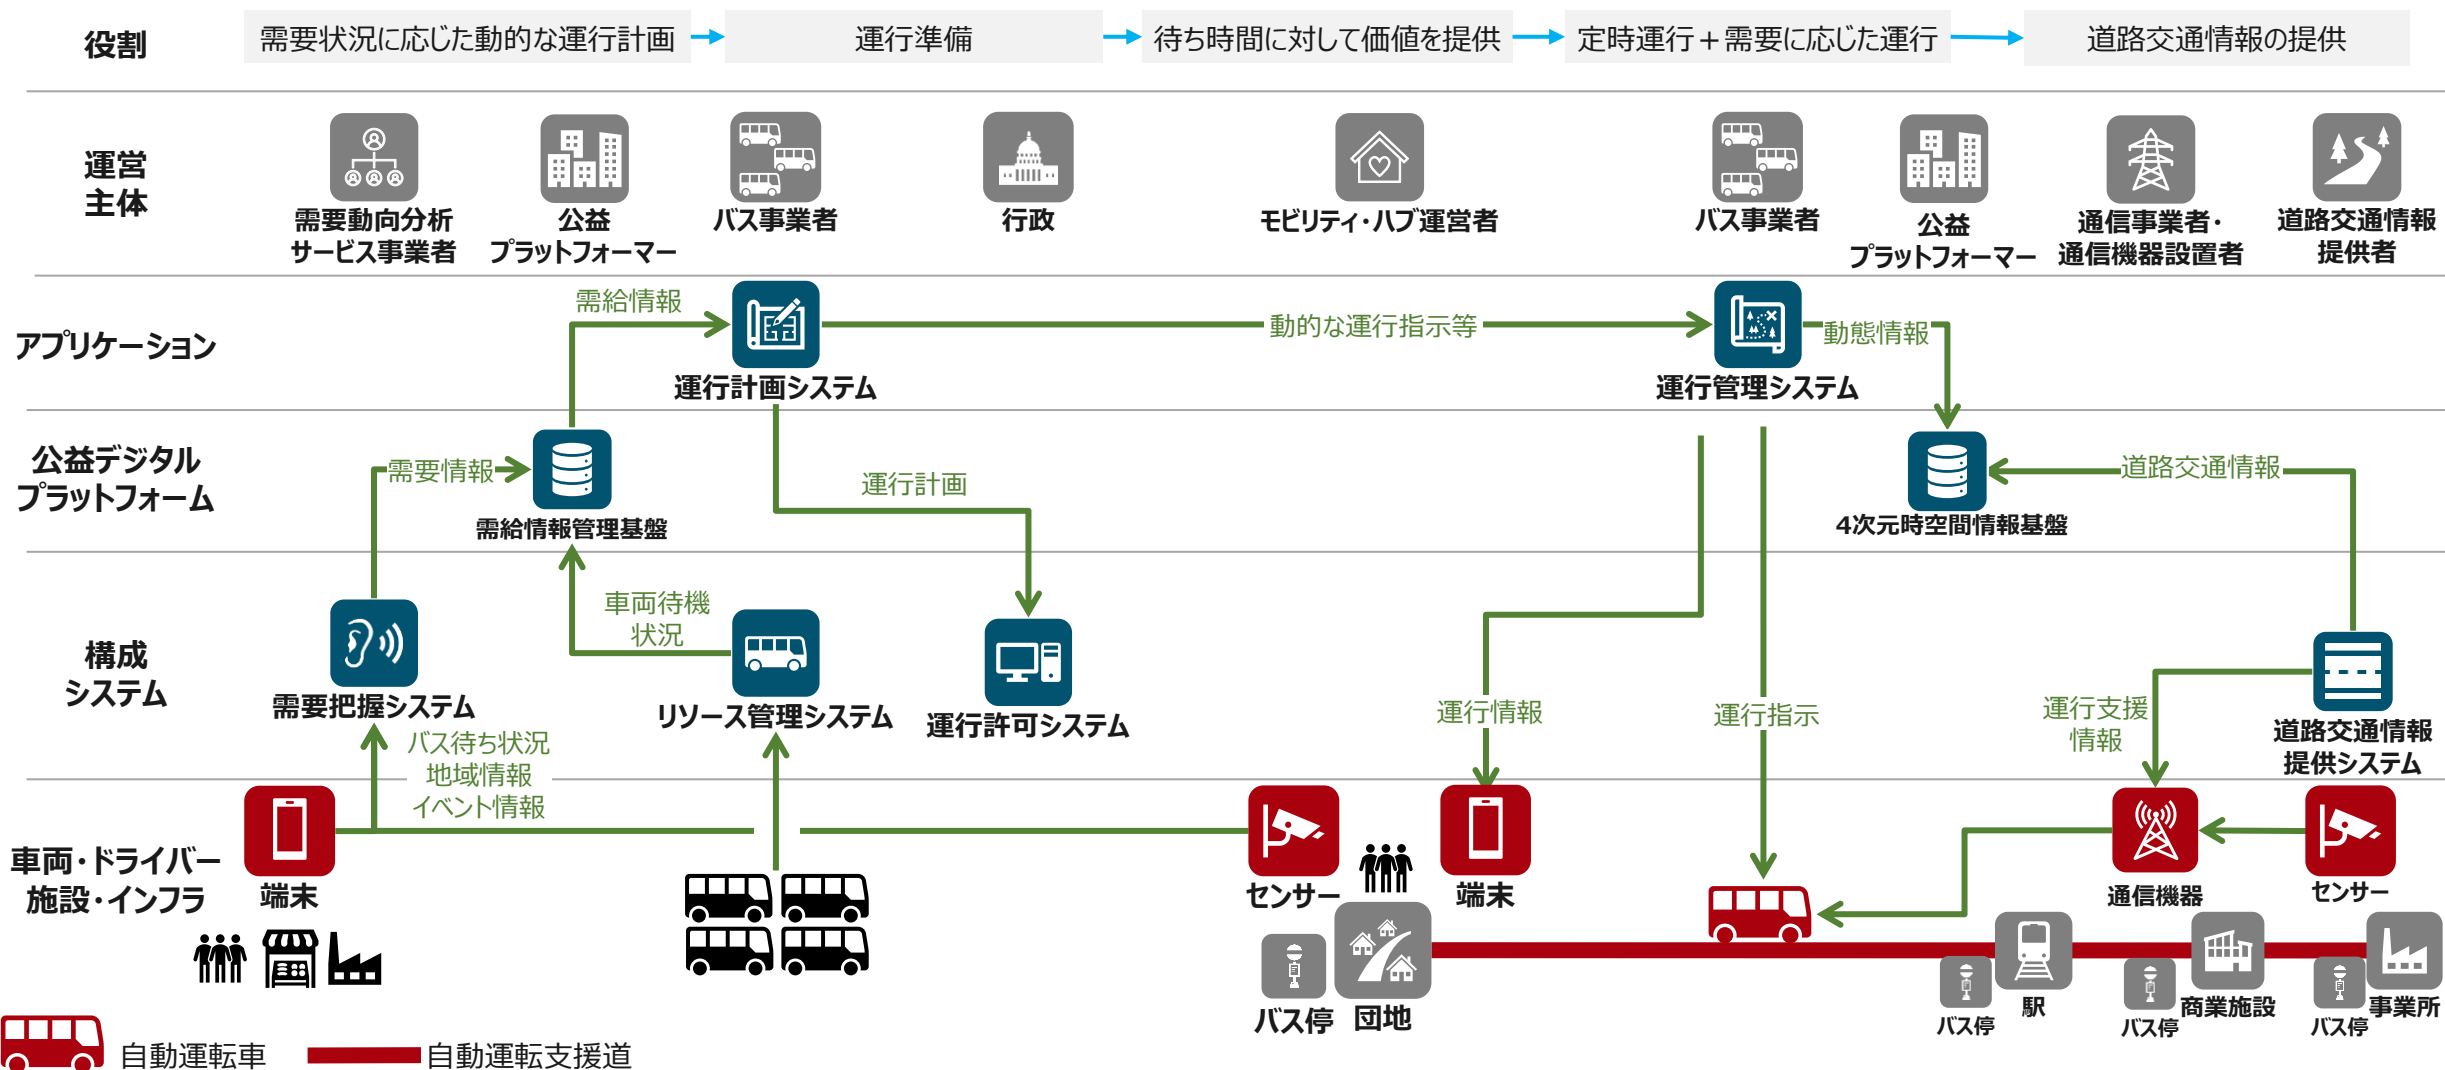 役割
需要状況に応じた動的な運行計画
運行準備
待ち時間に対して価値を提供
定時運行＋需要に応じた運行
道路交通情報の提供
運営
主体
需要動向分析
サービス事業者
公益
プラットフォーマー
バス事業者
行政
モビリティ・ハブ運営者
バス事業者
公益
プラットフォーマー
通信事業者・
通信機器設置者
道路交通情報
提供者
アプリケーション
需給情報
運行計画システム
動的な運行指示等
運行管理システム
動態情報
公益デジタル
プラットフォーム
需要情報
需給情報管理基盤
運行計画
4次元時空間情報基盤
道路交通情報
構成
システム
需要把握システム
車両待機
状況
リソース管理システム
運行許可システム
運行情報
運行指示
運行支援
情報
道路交通情報
提供システム
バス待ち状況
地域情報
イベント情報
車両・ドライバー
施設・インフラ
端末
センサー
端末
通信機器
センサー
バス停
団地
バス停
駅
バス停
商業施設
バス停
事業所
自動運転車
自動運転支援道